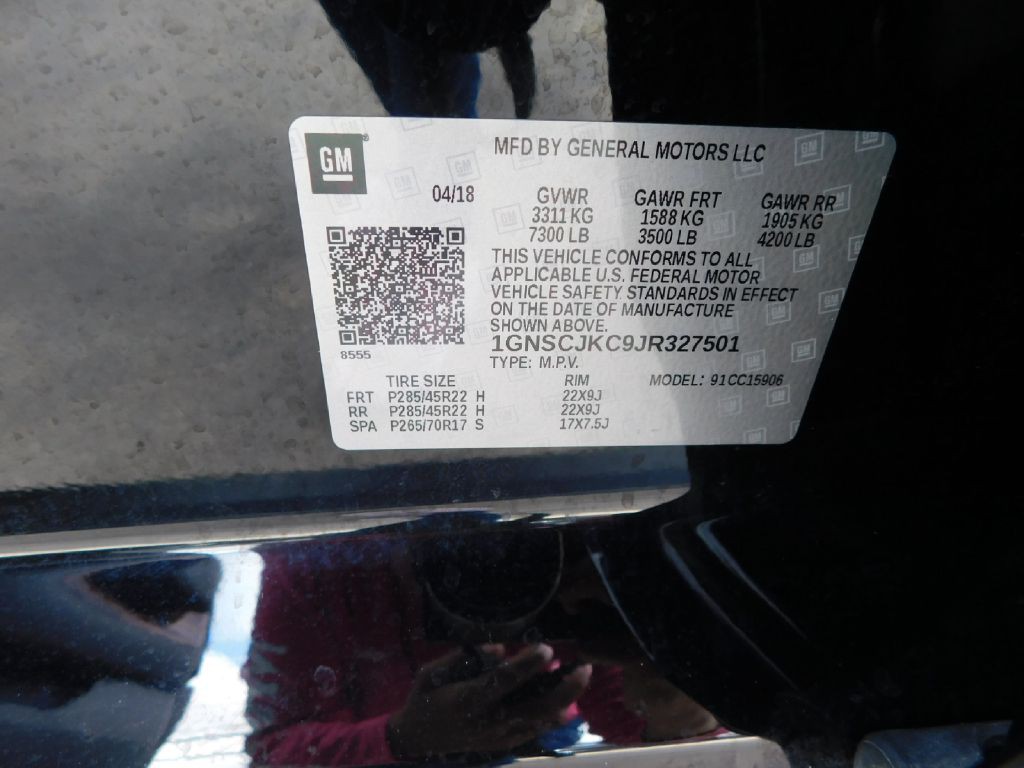 GM
MFD BY GENERAL MOTORS LLC
04/18
GVWR GAWR FRT GAWR RR
3311 KG 1588 KG 1905 KG
7300 LB 3500 LB 4200 LB
THIS VEHICLE CONFORMS TO ALL
APPLICABLE U.S. FEDERAL MOTOR
VEHICLE SAFETY STANDARDS IN EFFECT
ON THE DATE OF MANUFACTURE
SHOWN ABOVE.
1GNSCJKC9JR327501
8555
TYPE: M.P.V.
TIRE SIZE RIM MODEL: 91CC15906
FRT P285/45R22 H 22X9J
RR P285/45R22 H 22X9J
SPA P265/70R17 S 17X7.5J